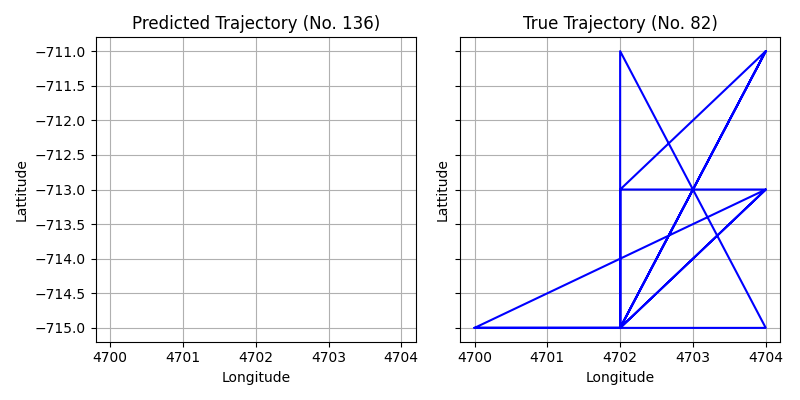 Predicted Trajectory (No. 136)
−711.0
−711.5
−712.0
−712.5
−713.0
−713.5
−714.0
−714.5
−715.0
Lattitude
4700 4701 4702 4703 4704
Longitude
True Trajectory (No. 82)
Lattitude
4700 4701 4702 4703 4704
Longitude